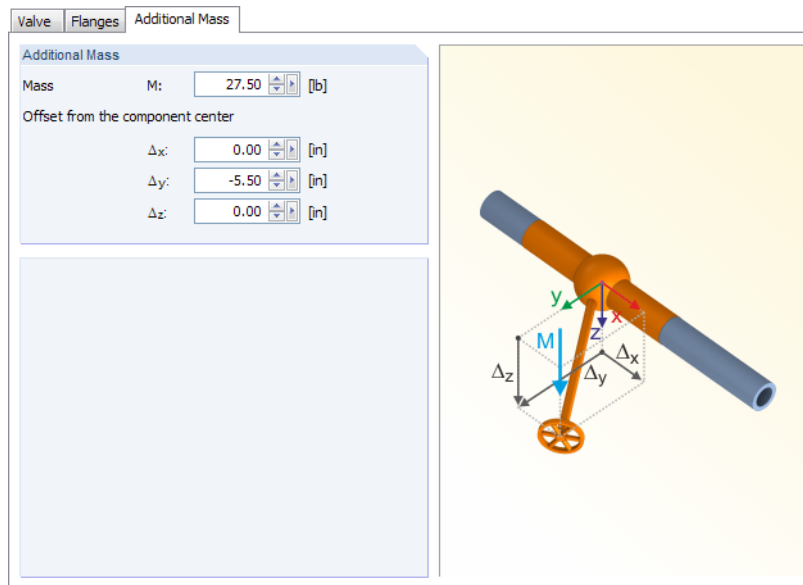 Valve Flanges Additional Mass
Additional Mass
Mass M: 27.50 [lb]
Offset from the component center
Δx: 0.00 [in]
Δy: -5.50 [in]
Δz: 0.00 [in]
y
x
z
M
Δx
Δz
Δy